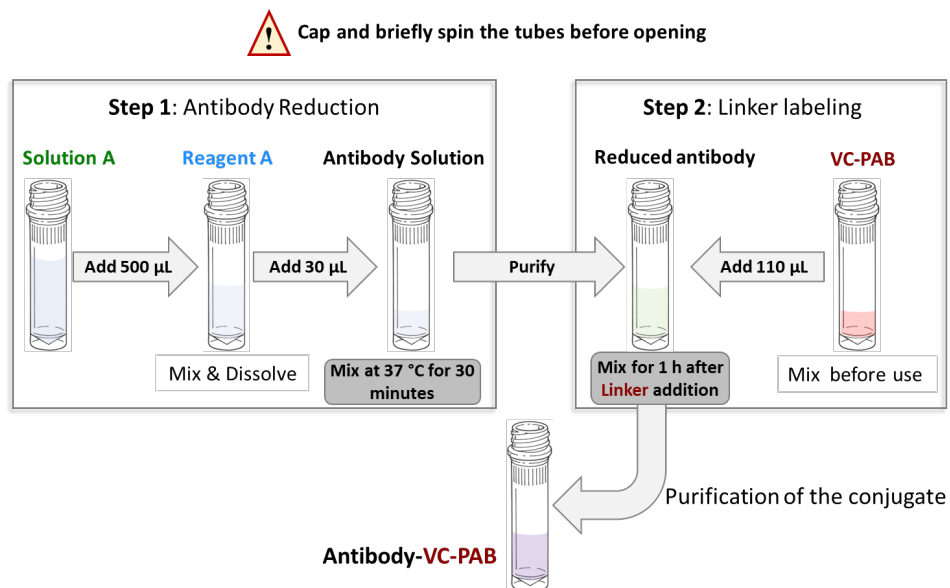 ! Cap and briefly spin the tubes before opening
Step 1: Antibody Reduction
Solution A
Reagent A
Antibody Solution
Add 500 µL
Add 30 µL
Mix & Dissolve
Mix at 37 °C for 30
minutes
Purify
Step 2: Linker labeling
Reduced antibody
VC-PAB
Add 110 µL
Mix for 1 h after
Linker addition
Mix before use
Purification of the conjugate
Antibody-VC-PAB